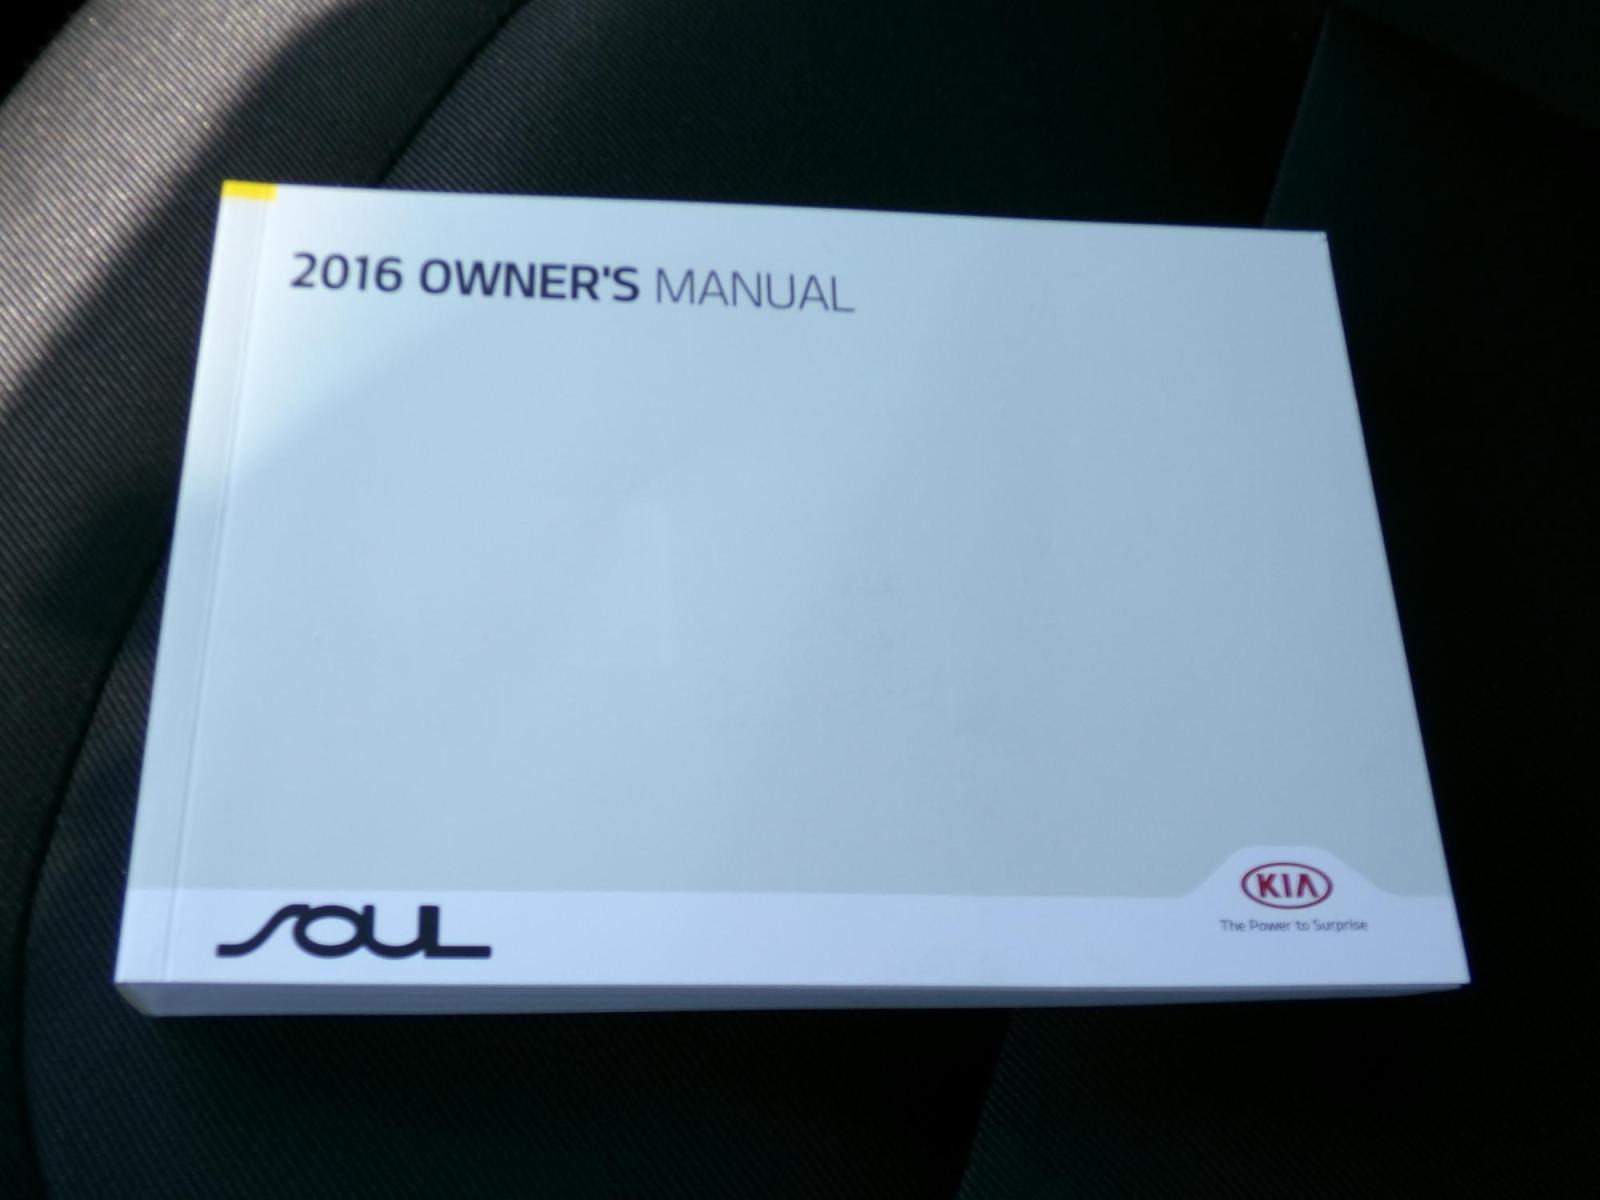 2016 OWNER'S MANUAL
SOUL
KIA
The Power to Surprise